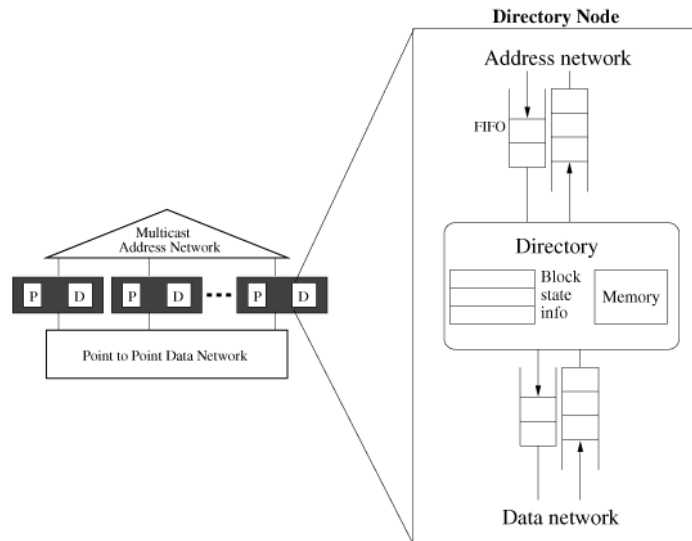 Directory Node
Address network
FIFO
Multicast
Address Network
Directory
Block
state
info
Memory
P D P D P D
Point to Point Data Network
Data network